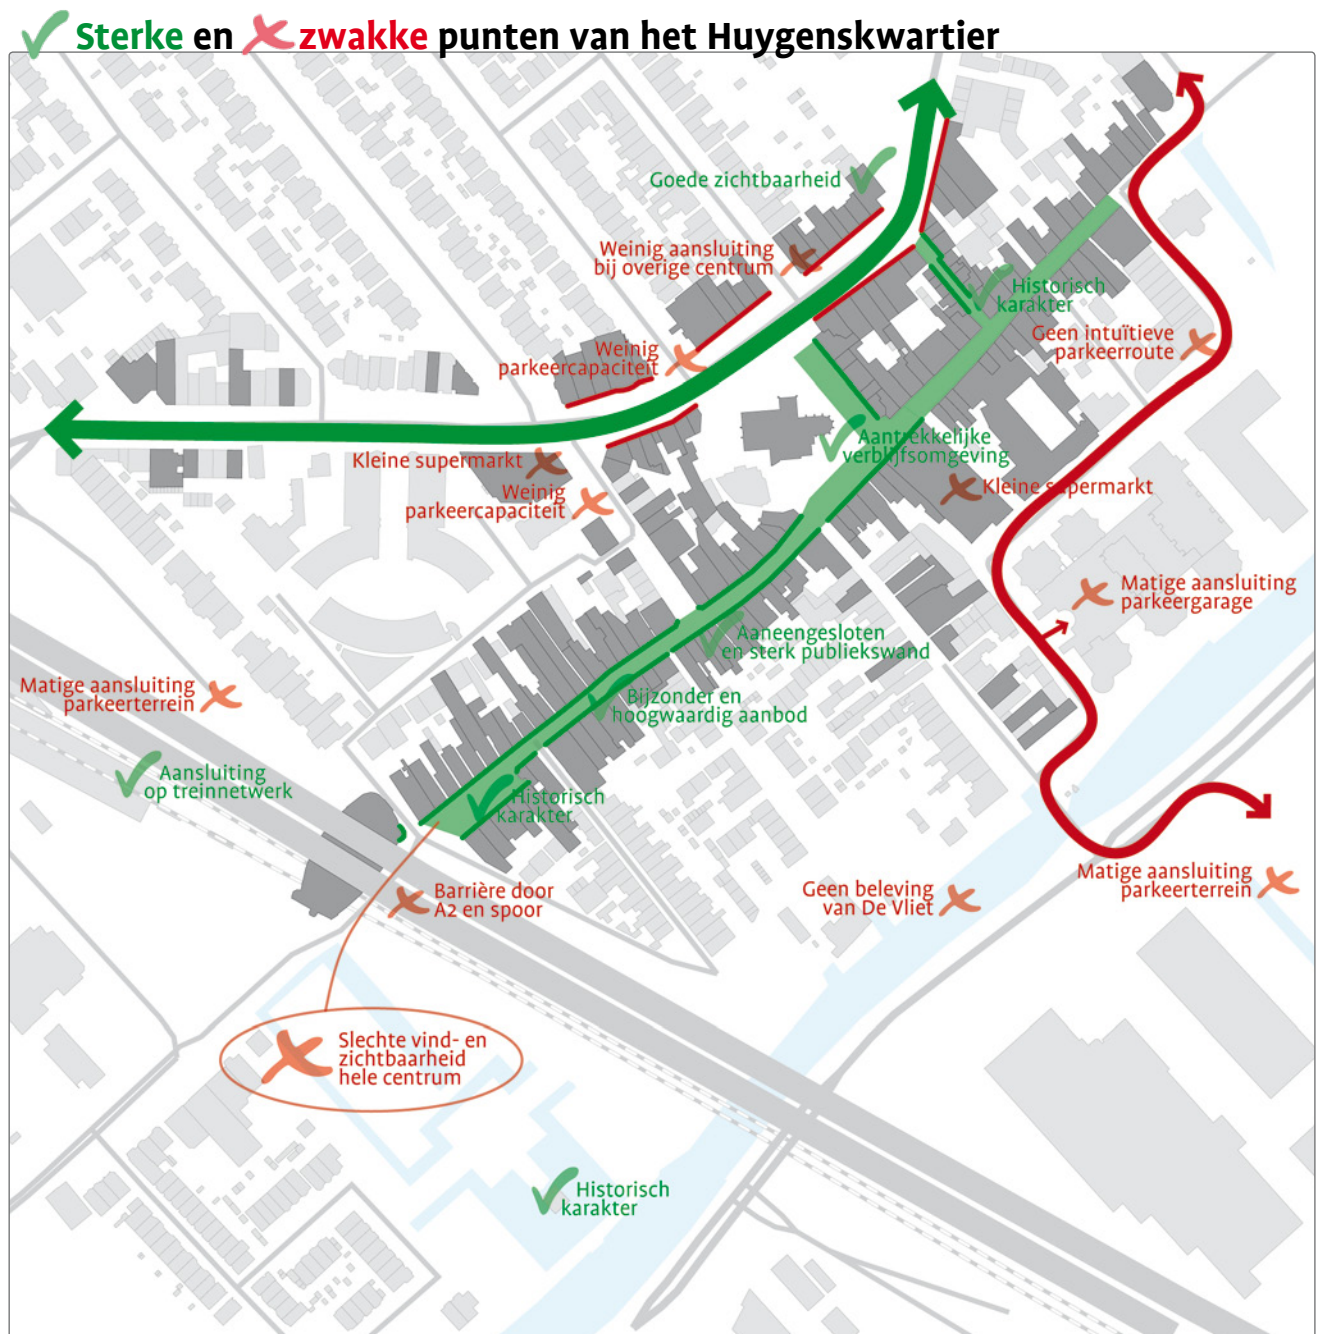 Sterke en zwakke punten van het Huygenskwartier
Goede zichtbaarheid
Weinig aansluiting
bij overige centrum
Historisch
karakter
Geen intuïtieve
parkeerroute
Weinig
parkeercapaciteit
Aantrekkelijke
verblijfsomgeving
Kleine supermarkt
Kleine supermarkt
Weinig
parkeercapaciteit
Matige aansluiting
parkeergarage
Aaneengesloten
en sterk publiekswand
Matige aansluiting
parkeerterrein
Bijzonder en
hoogwaardig aanbod
Aansluiting
op treinnetwerk
Historisch
karakter
Barrière door
A2 en spoor
Geen beleving
van De Vliet
Matige aansluiting
parkeerterrein
Slechte vind- en
zichtbaarheid
hele centrum
Historisch
karakter